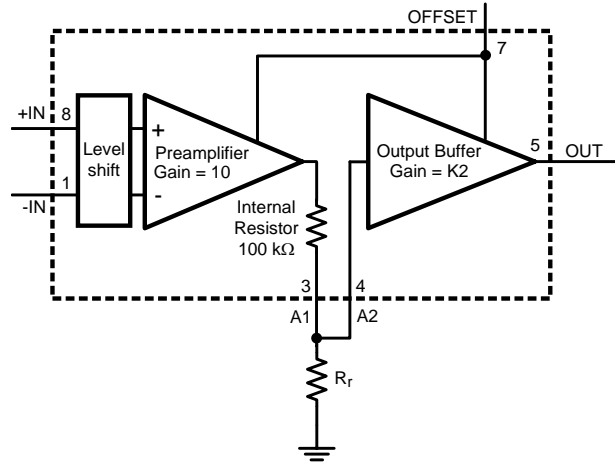 OFFSET
7
+IN
8
Level
shift
1
-IN
+
Preamplifier
Gain = 10
-
Output Buffer
Gain = K2
5
OUT
Internal
Resistor
100 kΩ
3
4
A1
A2
Rr